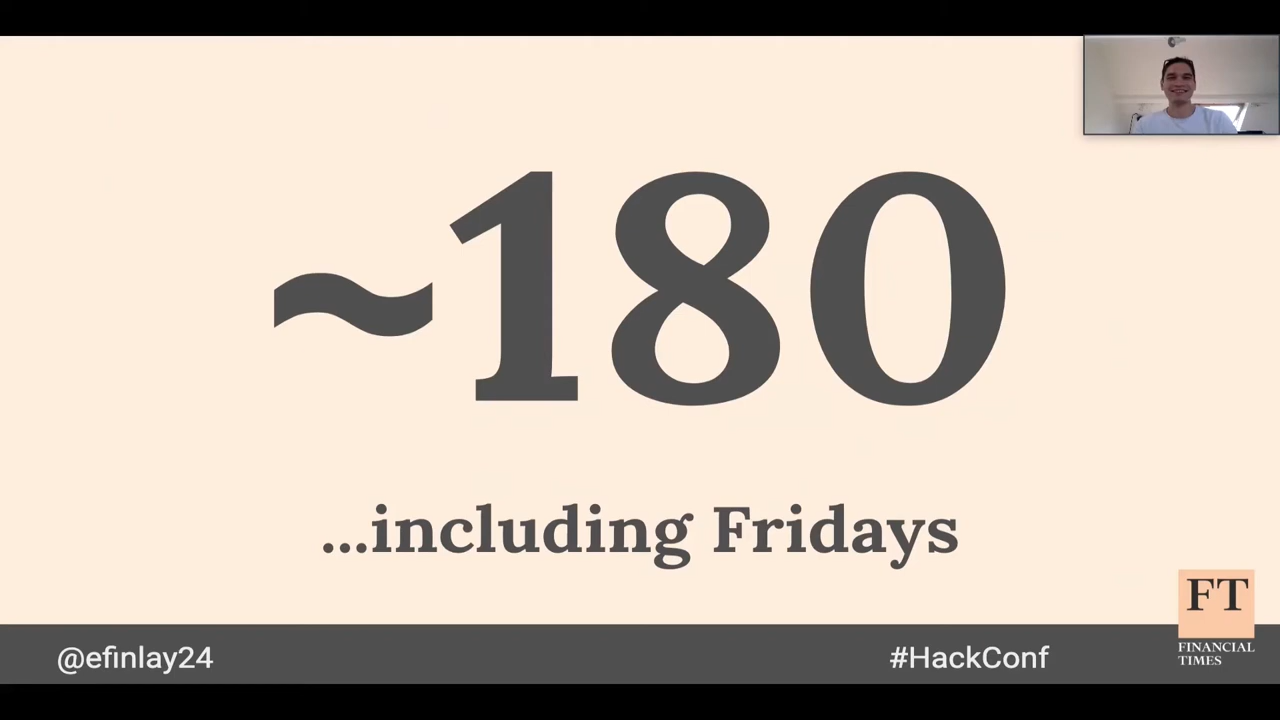 ~180
...including Fridays
@efinlay24
#HackConf
FT
FINANCIAL
TIMES